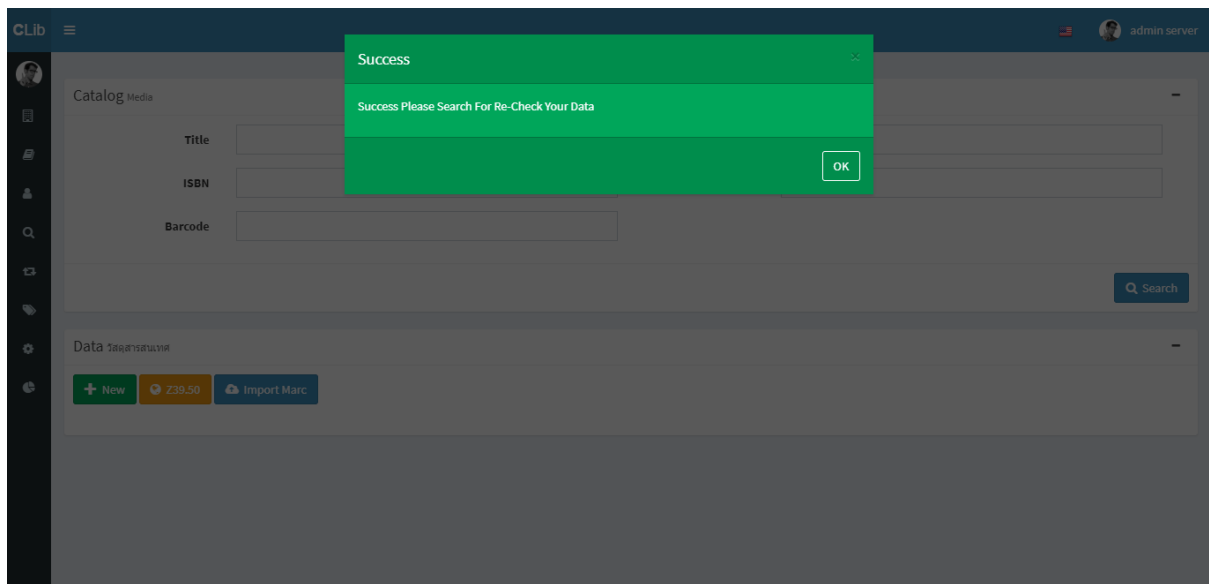 CLib
admin server
Success
×
Success Please Search For Re-Check Your Data
OK
Catalog Media
Title
ISBN
Barcode
Search
Data วัสดุสารสนเทศ
New
Z39.50
Import Marc